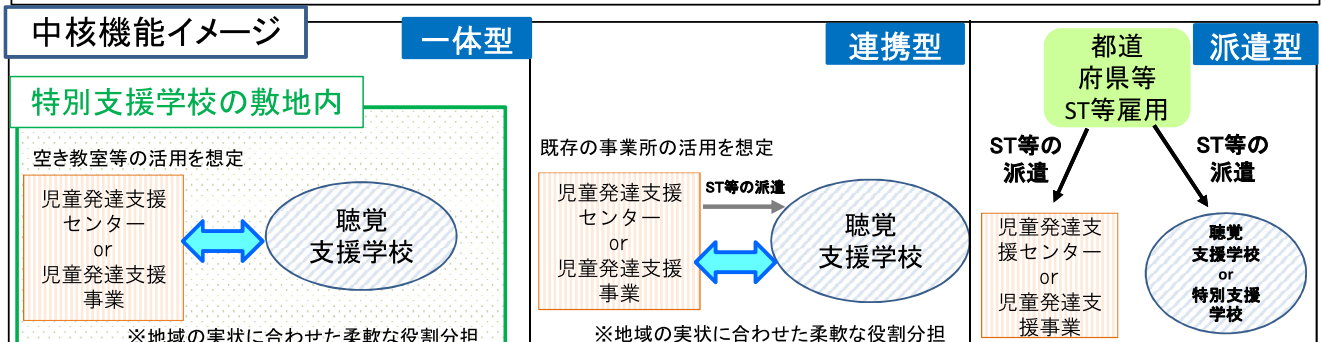 中核機能イメージ
一体型
特別支援学校の敷地内
空き教室等の活用を想定
児童発達支援
センター
or
児童発達支援
事業
聴覚
支援学校
※地域の実状に合わせた柔軟な役割分担
連携型
既存の事業所の活用を想定
児童発達支援
センター
or
児童発達支援
事業
ST等の派遣
聴覚
支援学校
※地域の実状に合わせた柔軟な役割分担
派遣型
都道
府県等
ST等雇用
ST等の
派遣
ST等の
派遣
児童発達支
援センター
or
児童発達支
援事業
聴覚
支援学校
or
特別支援
学校